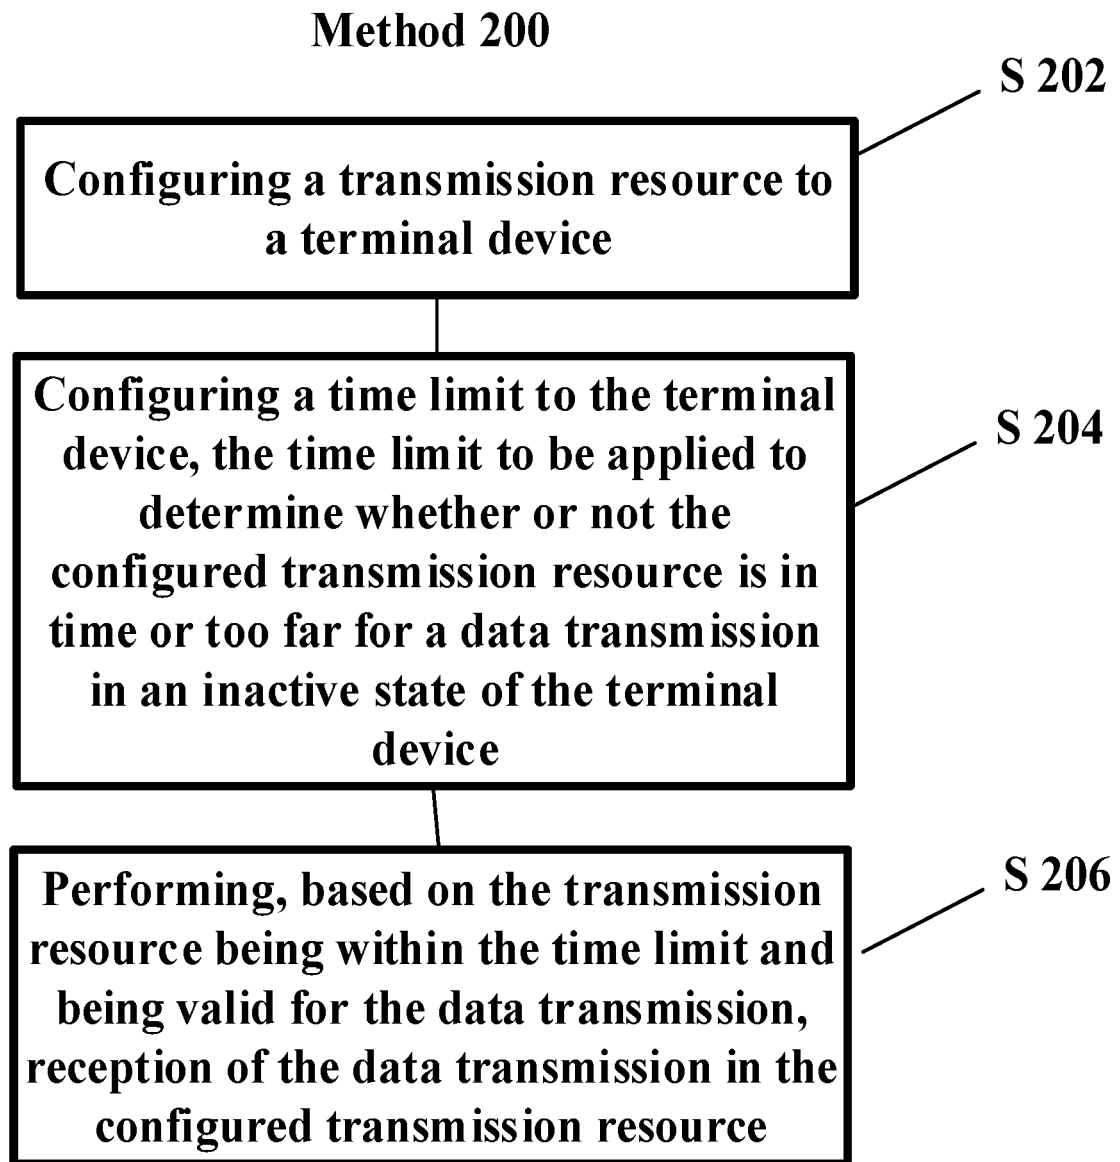 Method 200
S 202
Configuring a transmission resource to
a terminal device
S 204
Configuring a time limit to the terminal
device, the time limit to be applied to
determine whether or not the
configured transmission resource is in
time or too far for a data transmission
in an inactive state of the terminal
device
S 206
Performing, based on the transmission
resource being within the time limit and
being valid for the data transmission,
reception of the data transmission in the
configured transmission resource